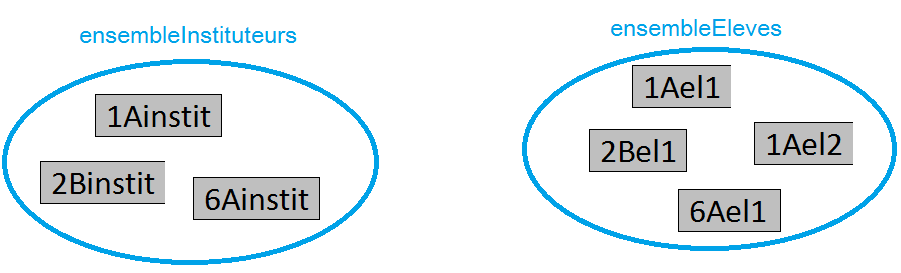 ensembleInstituteurs
1Ainstit
2Binstit
6Ainstit
ensembleEleves
1Ael1
2Bel1
1Ael2
6Ael1